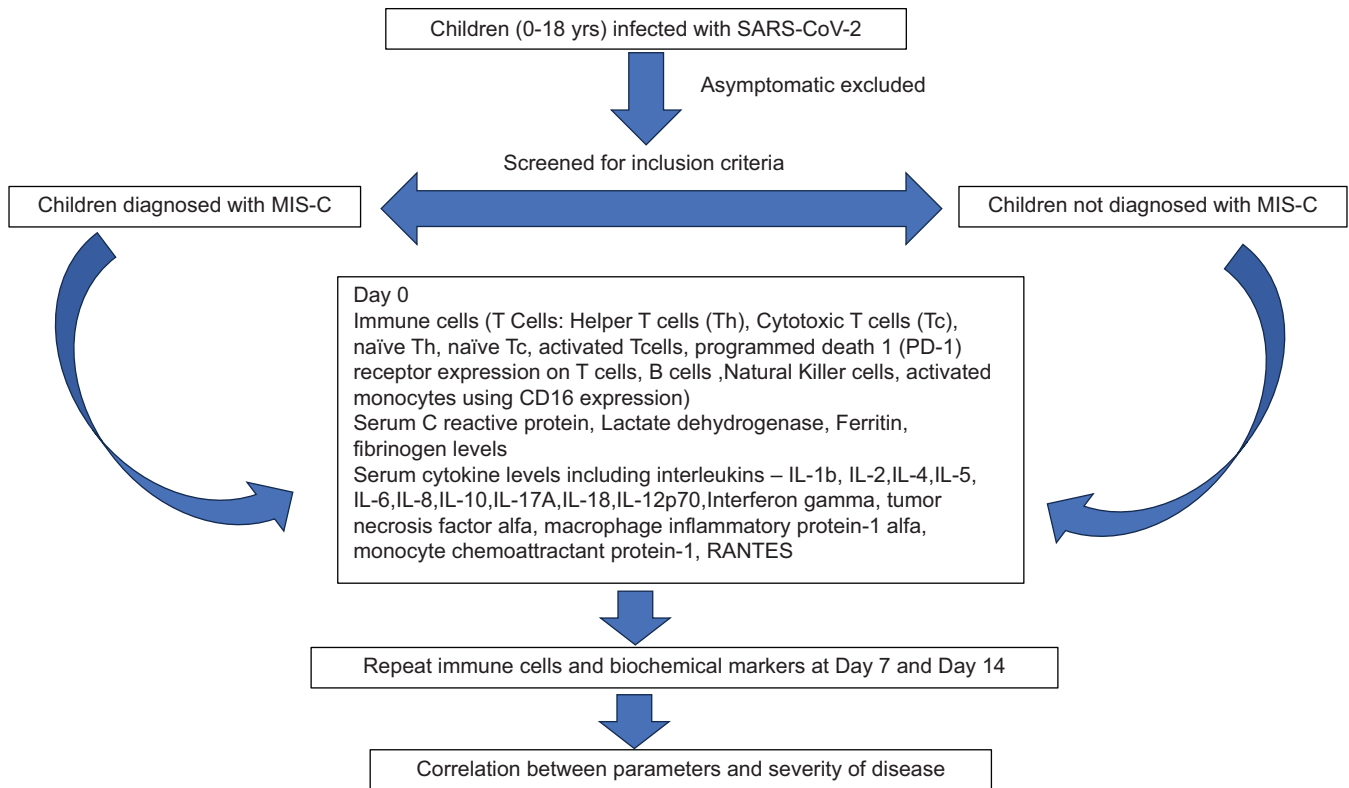 Children (0-18 yrs) infected with SARS-CoV-2
Asymptomatic excluded
Screened for inclusion criteria
Children diagnosed with MIS-C
Children not diagnosed with MIS-C
Day 0
Immune cells (T Cells: Helper T cells (Th), Cytotoxic T cells (Tc),
naïve Th, naïve Tc, activated Tcells, programmed death 1 (PD-1)
receptor expression on T cells, B cells ,Natural Killer cells, activated
monocytes using CD16 expression)
Serum C reactive protein, Lactate dehydrogenase, Ferritin,
fibrinogen levels
Serum cytokine levels including interleukins – IL-1b, IL-2,IL-4,IL-5,
IL-6,IL-8,IL-10,IL-17A,IL-18,IL-12p70,Interferon gamma, tumor
necrosis factor alfa, macrophage inflammatory protein-1 alfa,
monocyte chemoattractant protein-1, RANTES
Repeat immune cells and biochemical markers at Day 7 and Day 14
Correlation between parameters and severity of disease